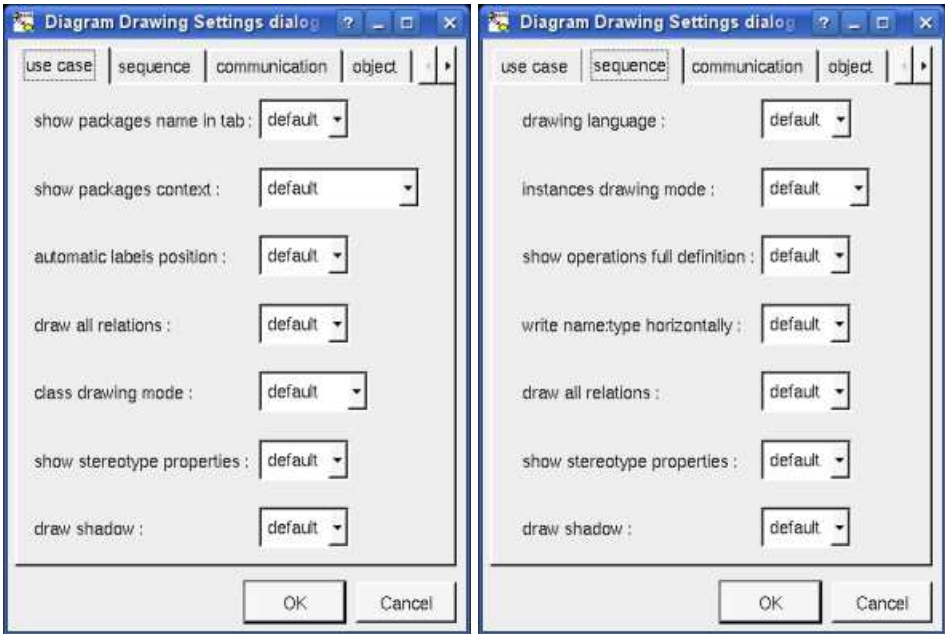 Diagram Drawing Settings dialog ?
use case sequence communication object
show packages name in tab : default
show packages context : default
automatic labels position : default
draw all relations : default
class drawing mode : default
show stereotype properties : default
draw shadow : default
OK Cancel
Diagram Drawing Settings dialog ?
use case sequence communication object
drawing language : default
instances drawing mode : default
show operations full definition : default
write name:type horizontally : default
draw all relations : default
show stereotype properties : default
draw shadow : default
OK Cancel